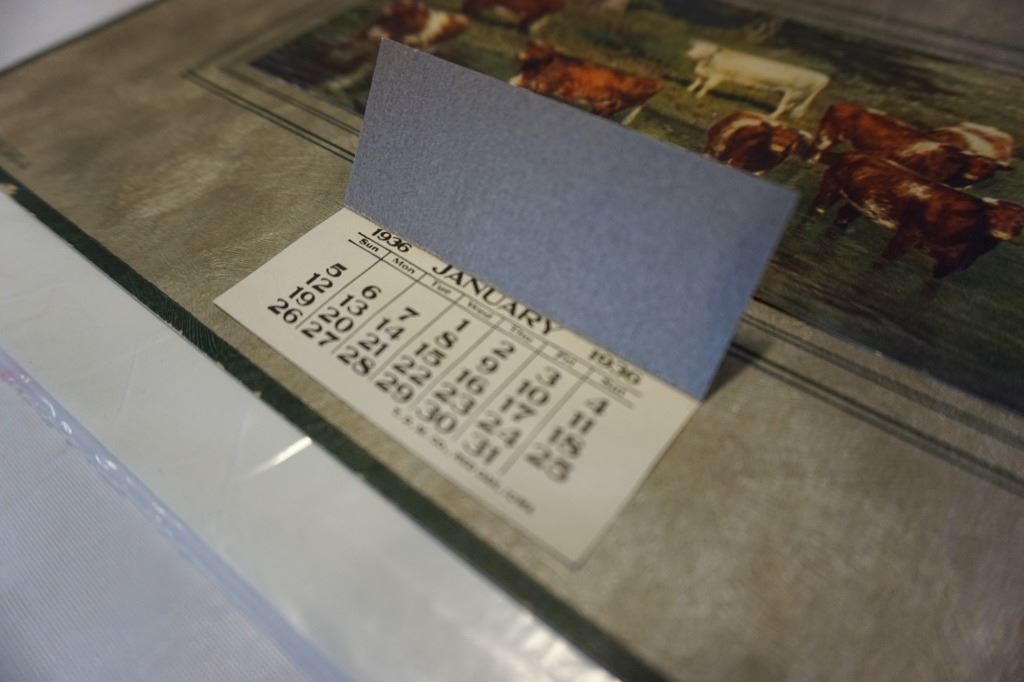 1936 JANUARY 1936
Sun Mon Tue Wed Thu Fri Sat
1 2 3 4
5 6 7 8 9 10 11
12 13 14 15 16 17 18
19 20 21 22 23 24 25
26 27 28 29 30 31